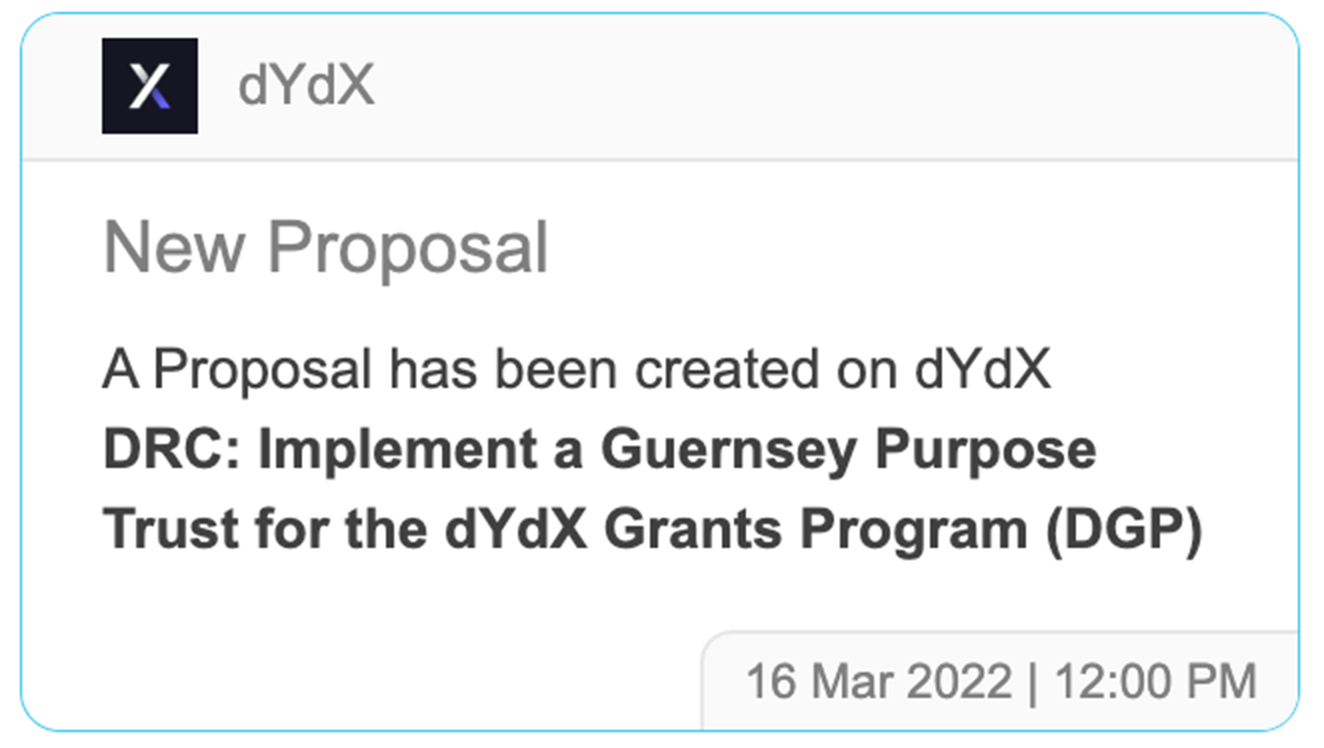 dYdX
New Proposal
A Proposal has been created on dYdX
DRC: Implement a Guernsey Purpose
Trust for the dYdX Grants Program (DGP)
16 Mar 2022 | 12:00 PM